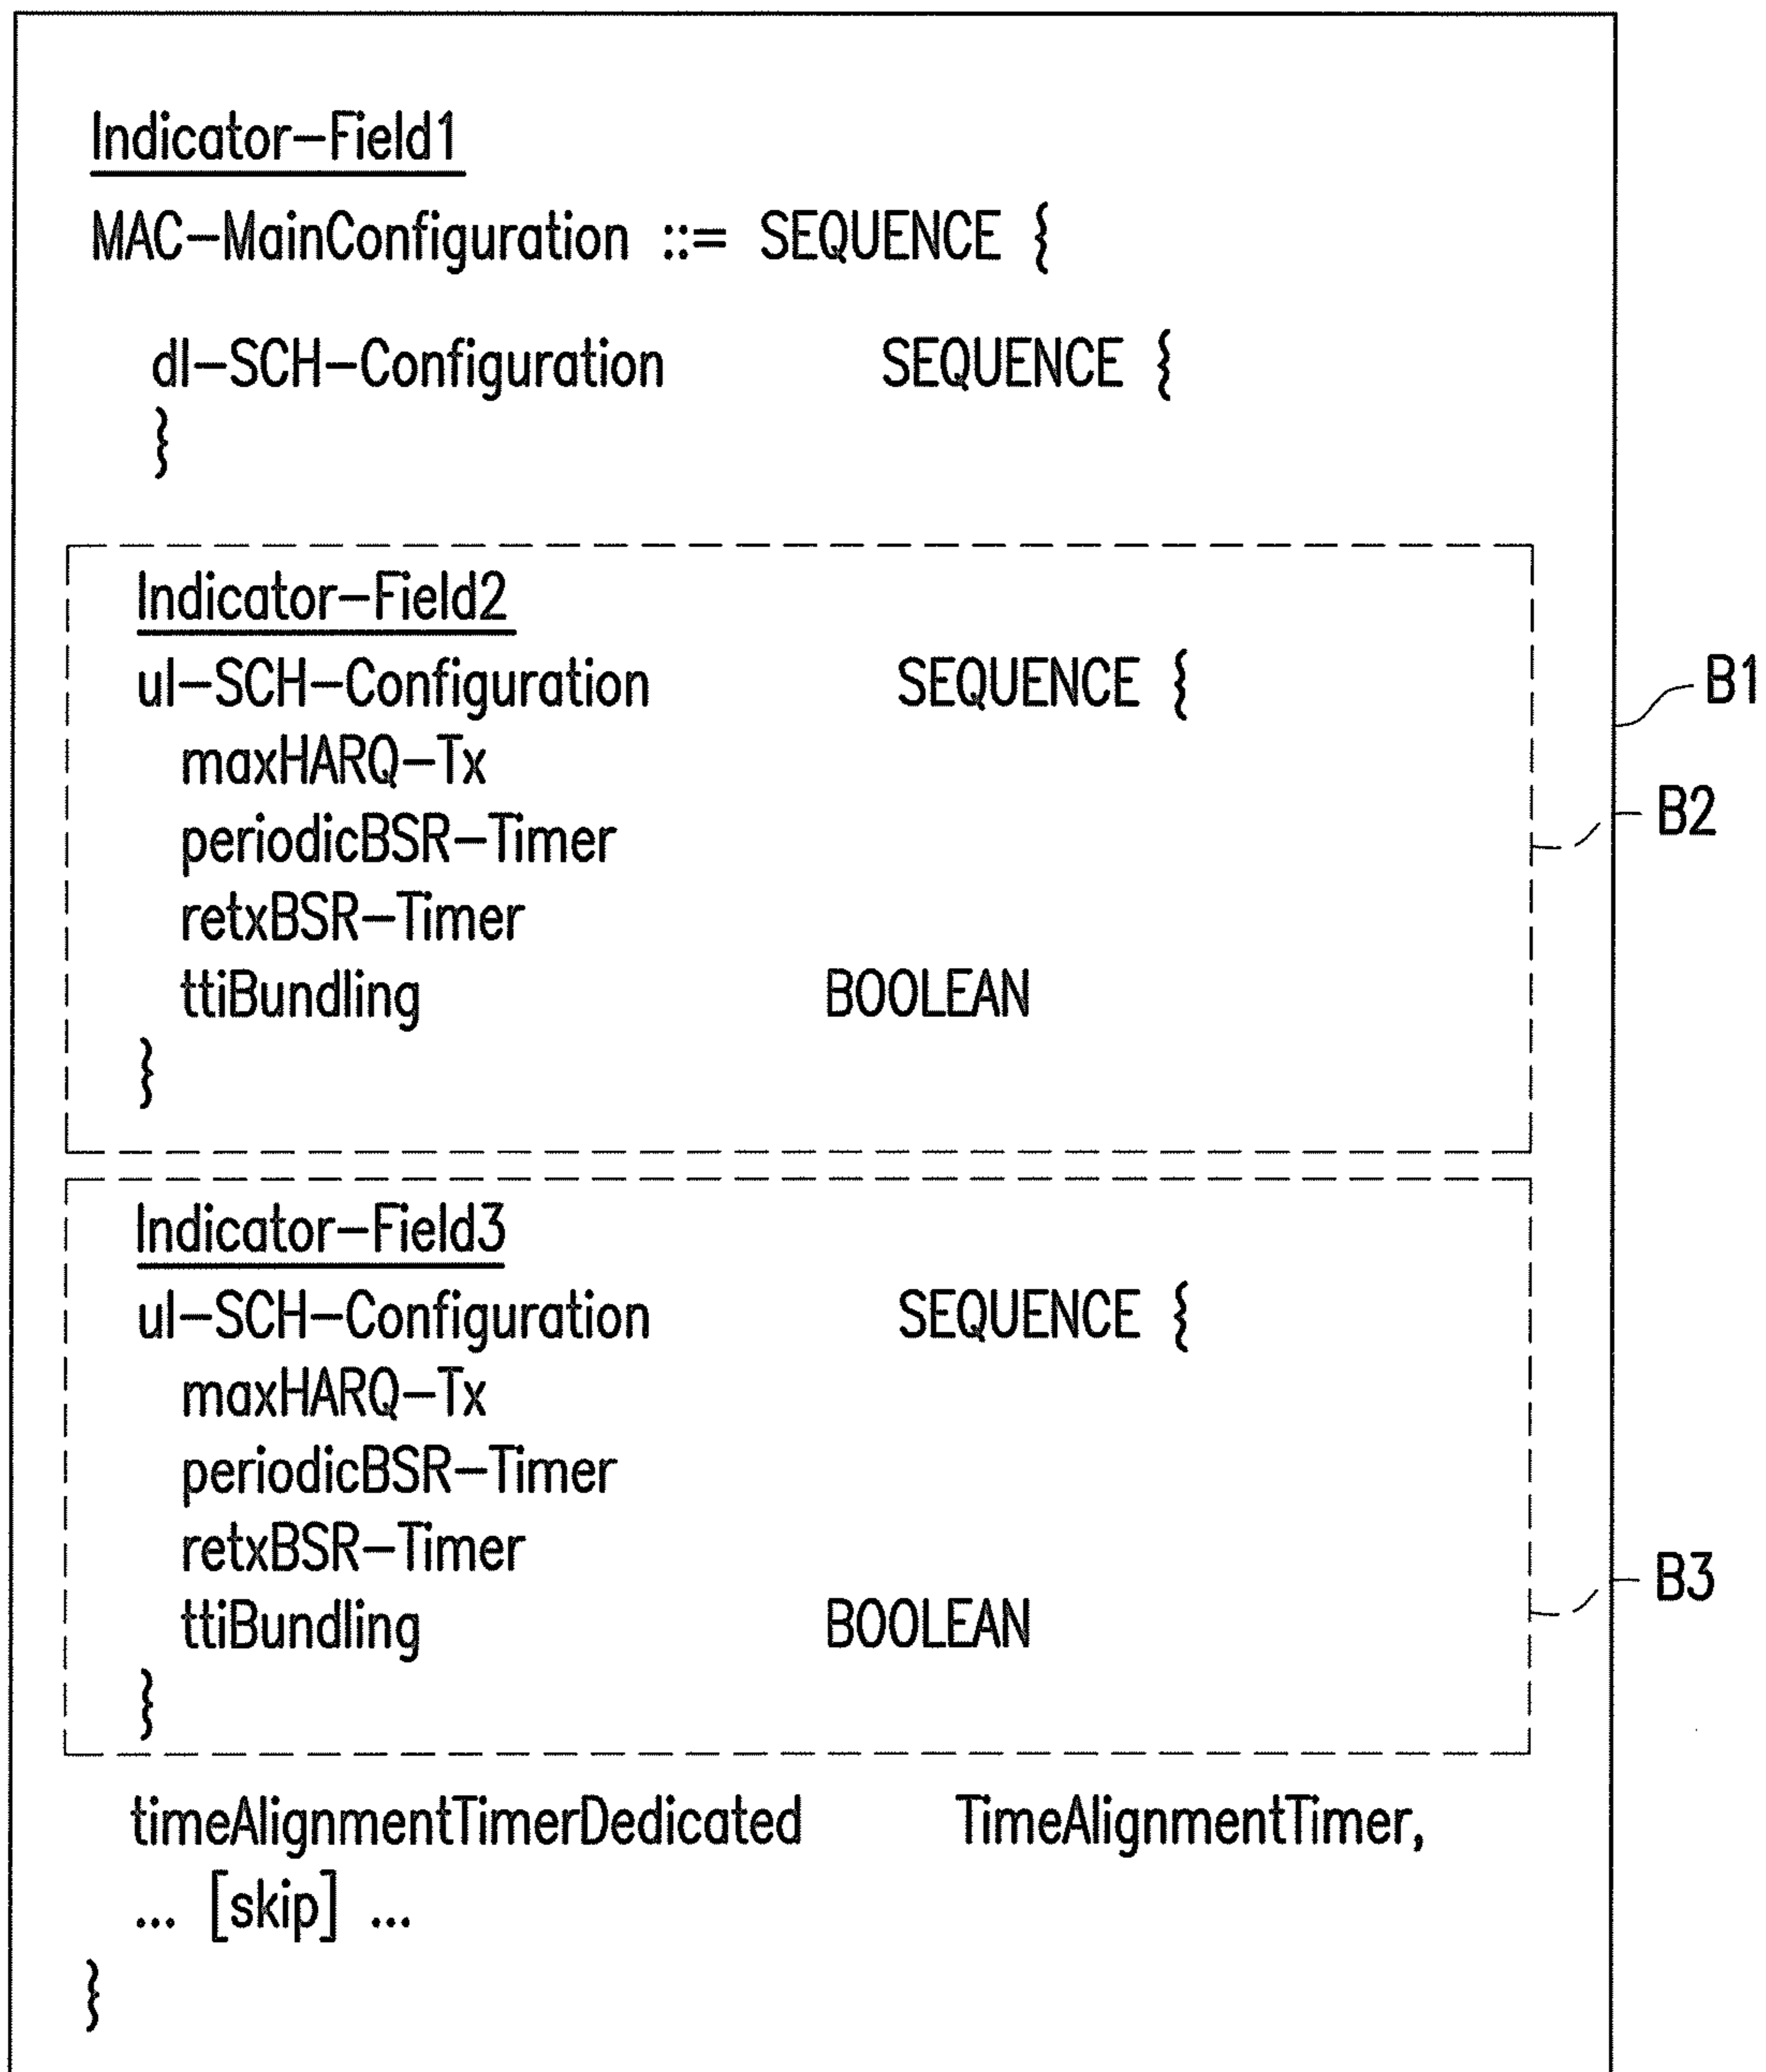 Indicator-Field1
MAC-MainConfiguration ::= SEQUENCE {
dl-SCH-Configuration SEQUENCE {
}
Indicator-Field2
ul-SCH-Configuration SEQUENCE {
maxHARQ-Tx
periodicBSR-Timer
retxBSR-Timer
ttiBundling BOOLEAN
}
Indicator-Field3
ul-SCH-Configuration SEQUENCE {
maxHARQ-Tx
periodicBSR-Timer
retxBSR-Timer
ttiBundling BOOLEAN
}
timeAlignmentTimerDedicated TimeAlignmentTimer,
... [skip] ...
}
B1
B2
B3